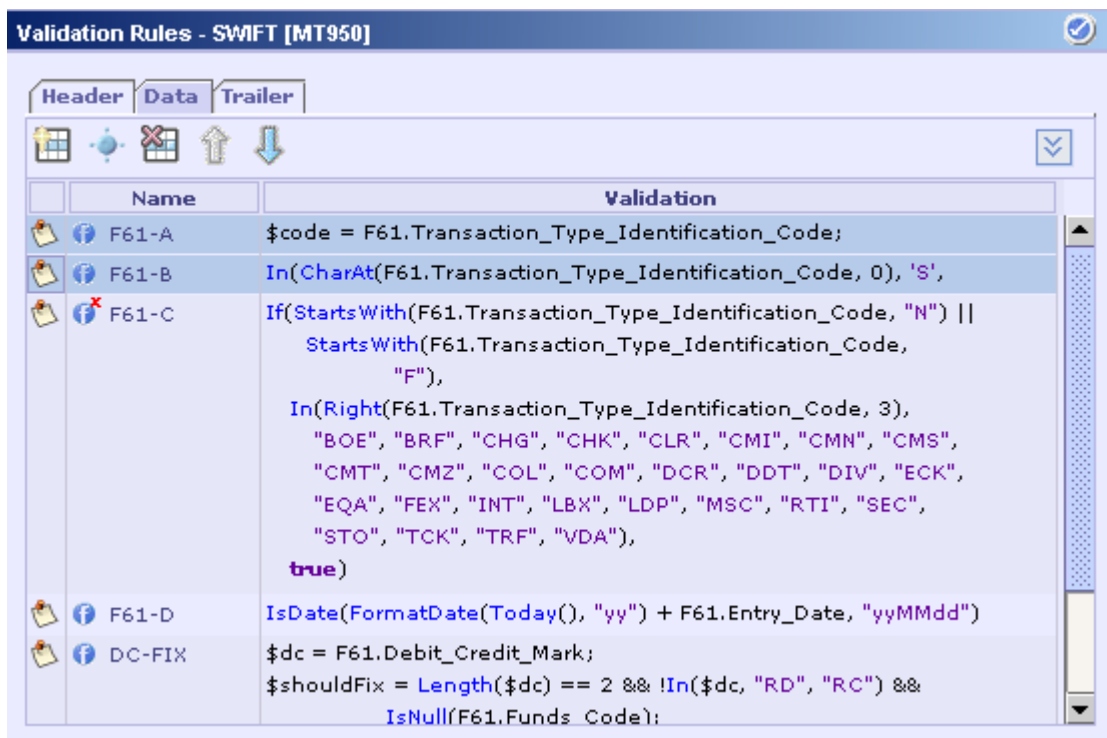 Validation Rules - SWIFT [MT950]
Header Data Trailer
Name Validation
F61-A $code = F61.Transaction_Type_Identification_Code;
F61-B In(CharAt(F61.Transaction_Type_Identification_Code, 0), 'S',
F61-C If(StartsWith(F61.Transaction_Type_Identification_Code, "N") ||
StartsWith(F61.Transaction_Type_Identification_Code,
"F"),
In(Right(F61.Transaction_Type_Identification_Code, 3),
"BOE", "BRF", "CHG", "CHK", "CLR", "CMI", "CMN", "CMS",
"CMT", "CMZ", "COL", "COM", "DCR", "DDT", "DIV", "ECK",
"EQA", "FEX", "INT", "LBX", "LDP", "MSC", "RTI", "SEC",
"STO", "TCK", "TRF", "VDA"),
true)
F61-D IsDate(FormatDate(Today(), "yy") + F61.Entry_Date, "yyMMdd")
DC-FIX $dc = F61.Debit_Credit_Mark;
$shouldFix = Length($dc) == 2 && !In($dc, "RD", "RC") &&
IsNull(F61.Funds_Code);